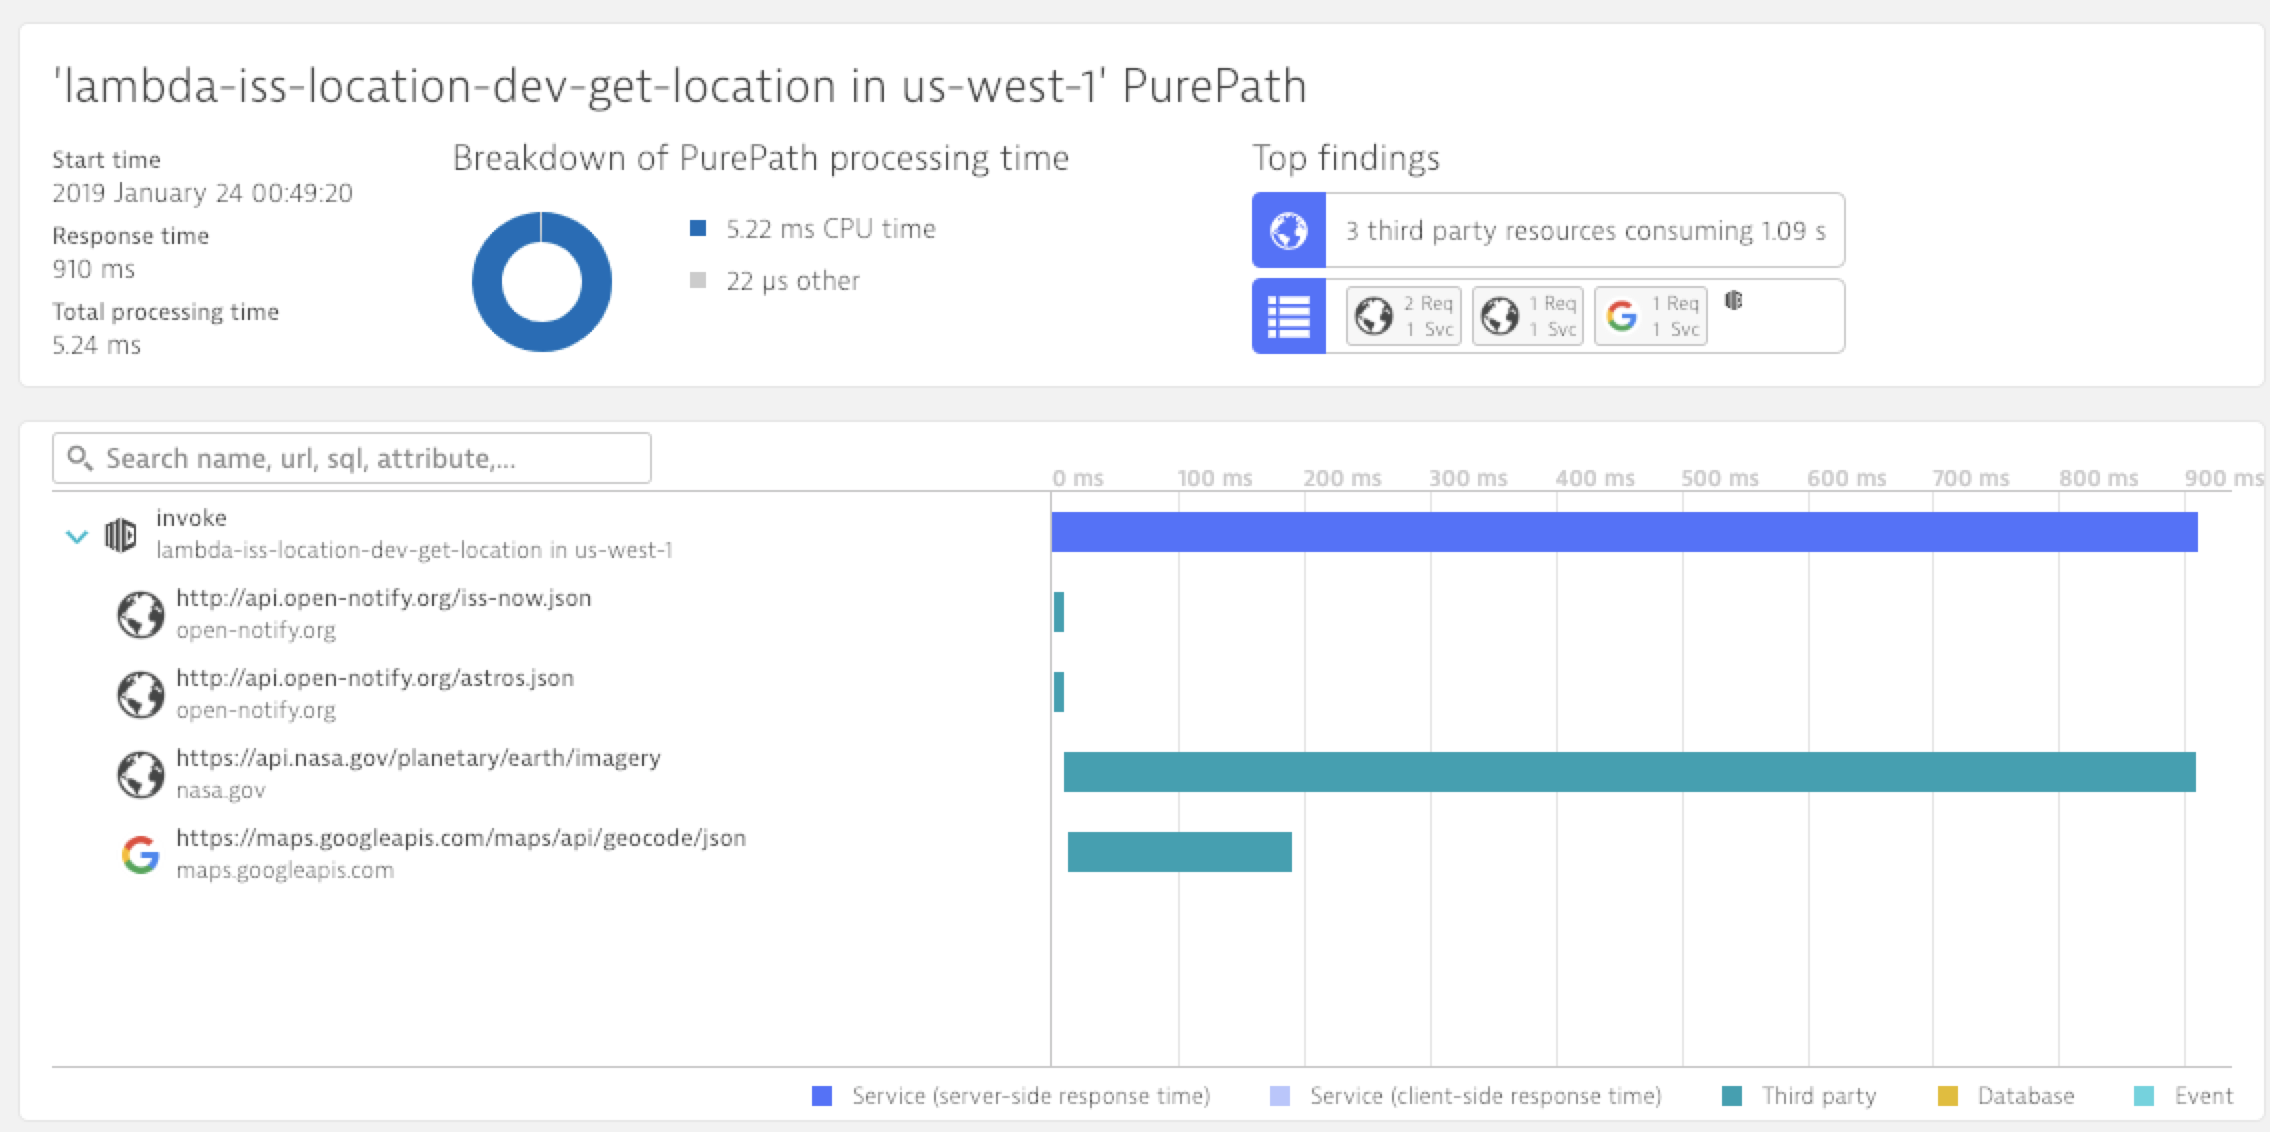 'lambda-iss-location-dev-get-location in us-west-1' PurePath
Start time
2019 January 24 00:49:20
Response time
910 ms
Total processing time
5.24 ms
Breakdown of PurePath processing time
5.22 ms CPU time
22 µs other
Top findings
3 third party resources consuming 1.09 s
2 Req
1 Svc
1 Req
1 Svc
1 Req
1 Svc
Search name, url, sql, attribute,...
0 ms 100 ms 200 ms 300 ms 400 ms 500 ms 600 ms 700 ms 800 ms 900 ms
invoke
lambda-iss-location-dev-get-location in us-west-1
http://api.open-notify.org/iss-now.json
open-notify.org
http://api.open-notify.org/astros.json
open-notify.org
https://api.nasa.gov/planetary/earth/imagery
nasa.gov
https://maps.googleapis.com/maps/api/geocode/json
maps.googleapis.com
Service (server-side response time) Service (client-side response time) Third party Database Event